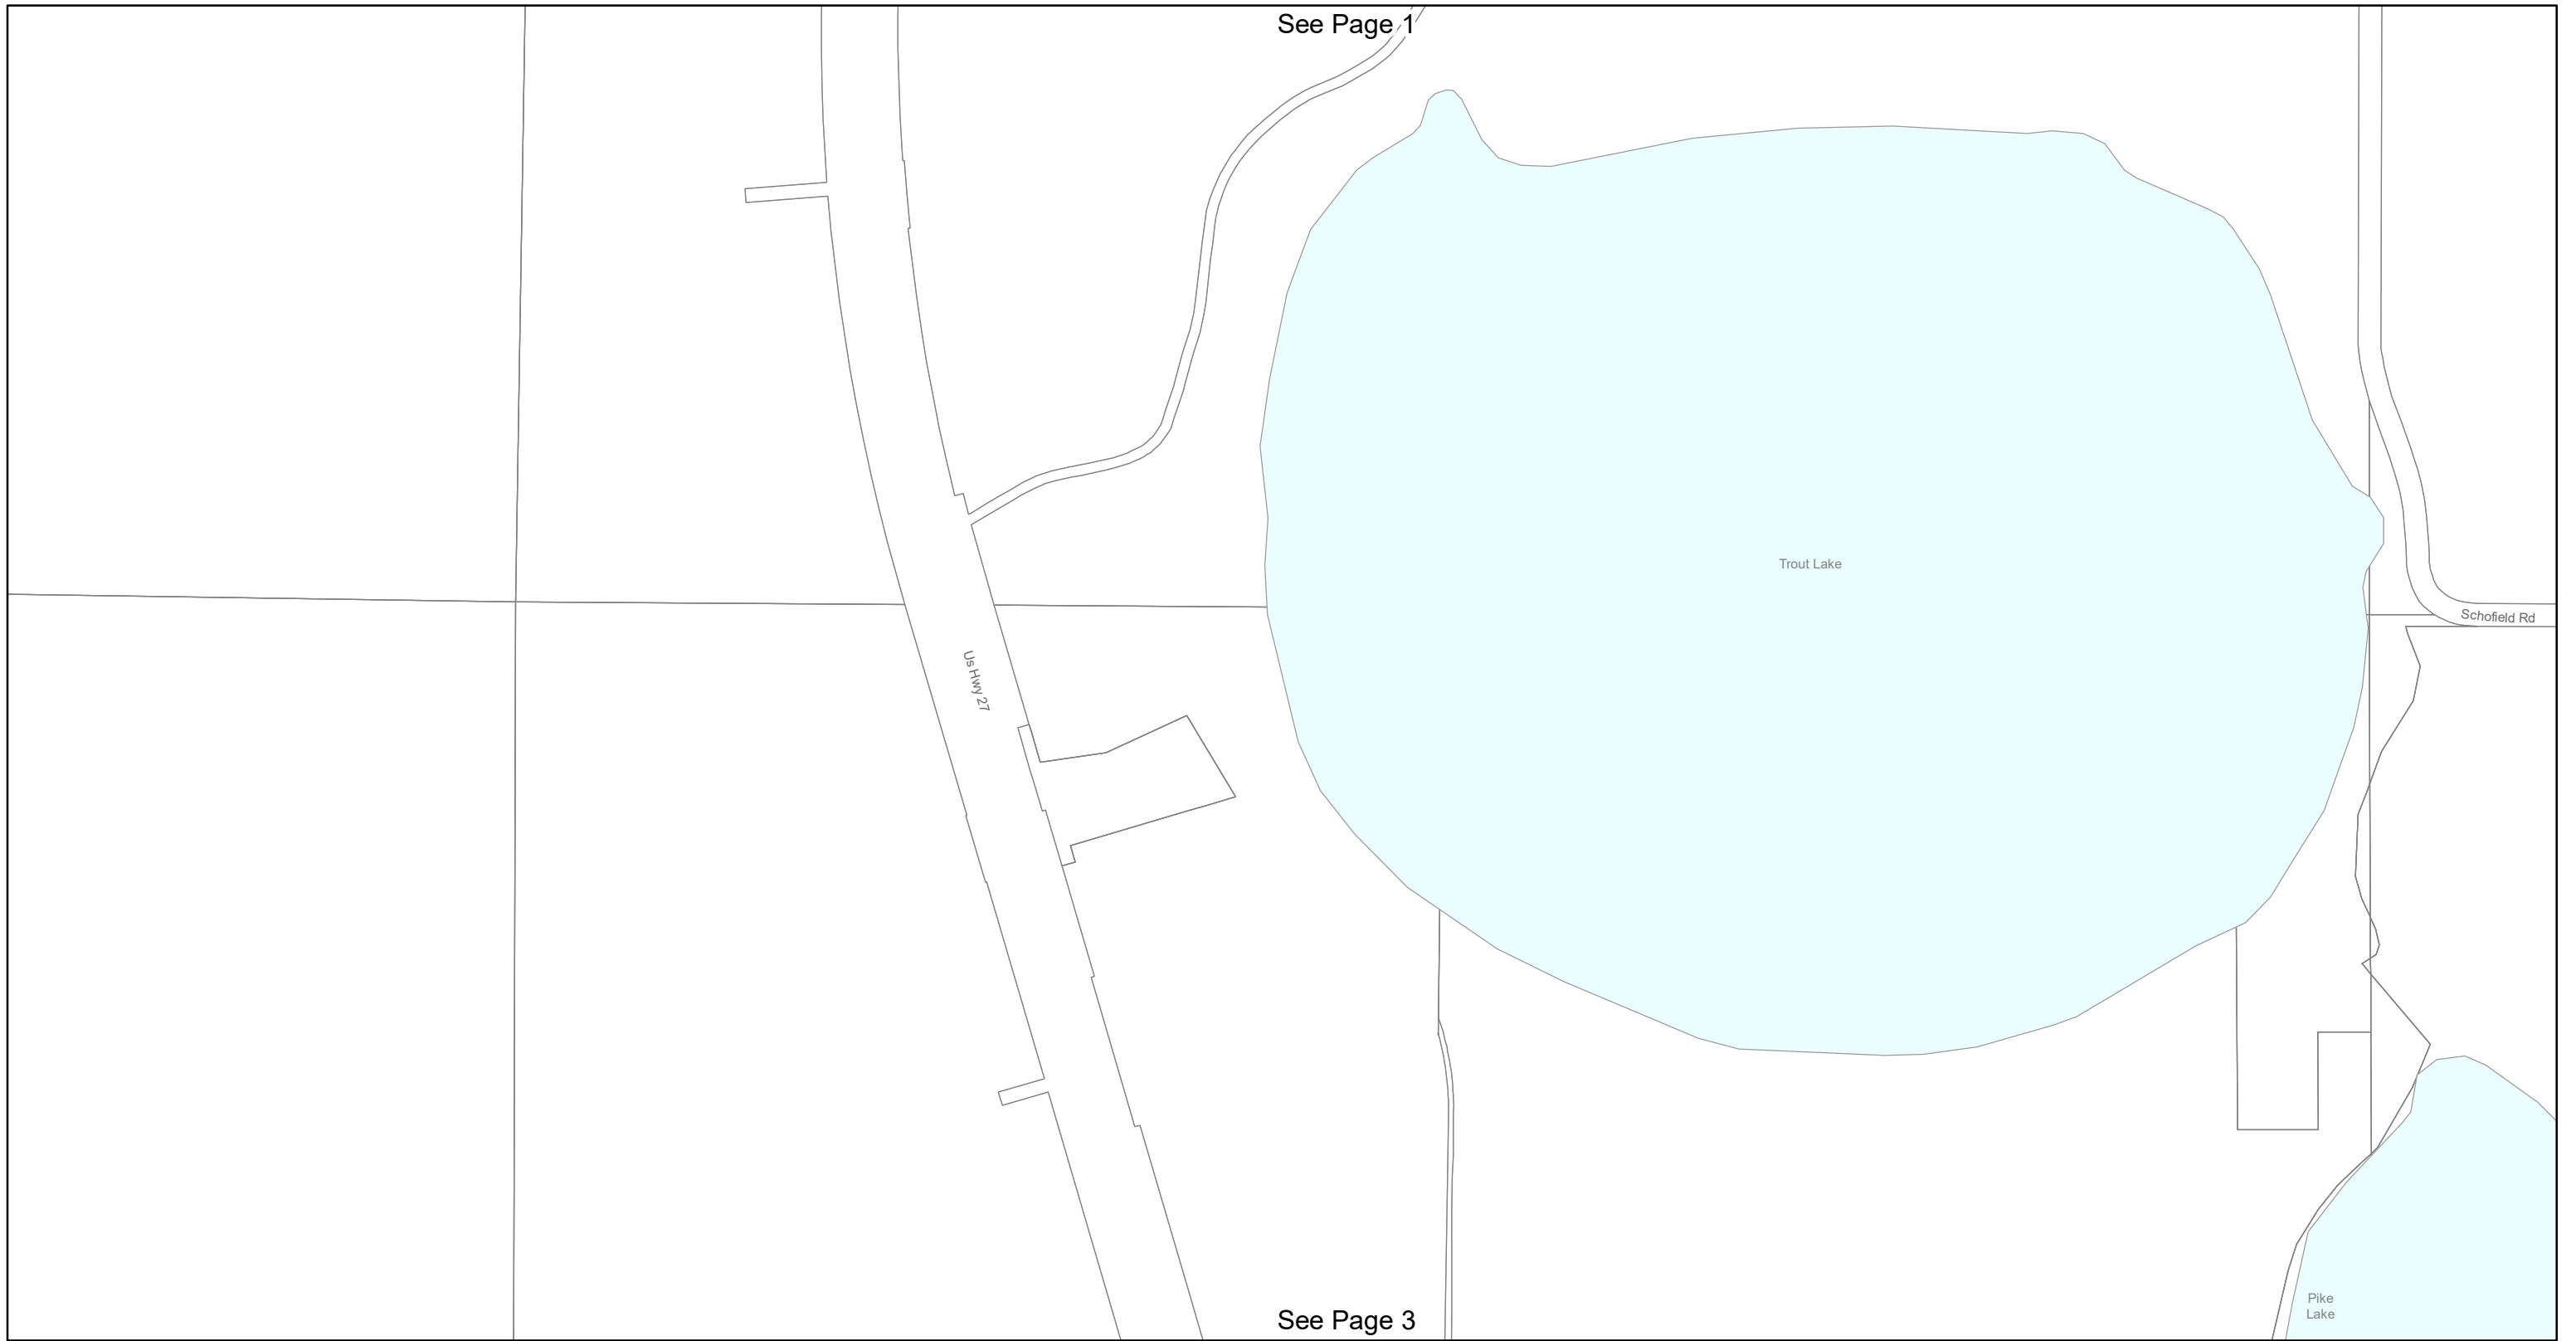 See Page 1
Trout Lake
Schofield Rd
Us Hwy 27
Pike
Lake
See Page 3